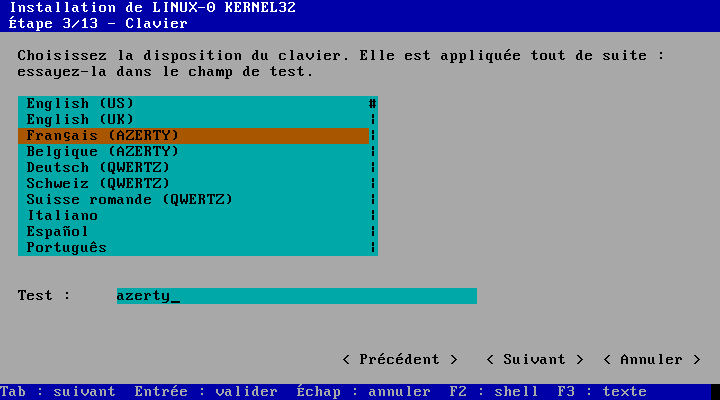 Installation de LINUX-0 KERNEL32
Étape 3/13 - Clavier
Choisissez la disposition du clavier. Elle est appliquée tout de suite :
essayez-la dans le champ de test.
English (US) #
English (UK) ¦
Français (AZERTY) ¦
Belgique (AZERTY) ¦
Deutsch (QWERTZ) ¦
Schweiz (QWERTZ) ¦
Suisse romande (QWERTZ) ¦
Italiano ¦
Español ¦
Português ¦
Test : azerty_
< Précédent > < Suivant > < Annuler >
Tab : suivant Entrée : valider Échap : annuler F2 : shell F3 : texte